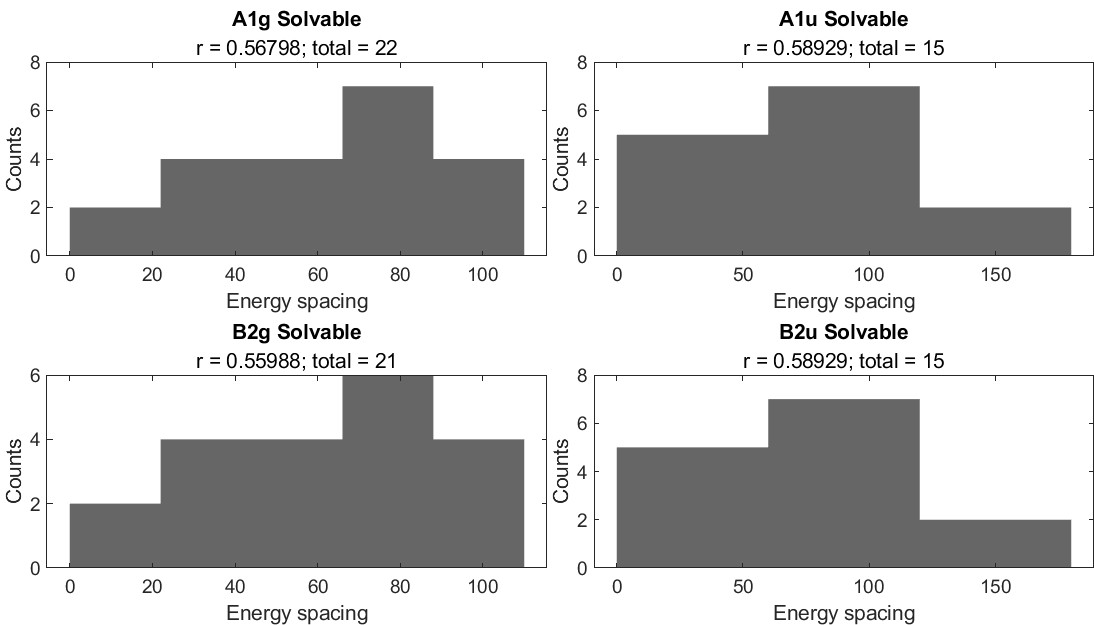 A1g Solvable
r = 0.56798; total = 22
8
6
4
2
0
Counts
0 20 40 60 80 100
Energy spacing
A1u Solvable
r = 0.58929; total = 15
8
6
4
2
0
Counts
0 50 100 150
Energy spacing
B2g Solvable
r = 0.55988; total = 21
6
4
2
0
Counts
0 20 40 60 80 100
Energy spacing
B2u Solvable
r = 0.58929; total = 15
8
6
4
2
0
Counts
0 50 100 150
Energy spacing